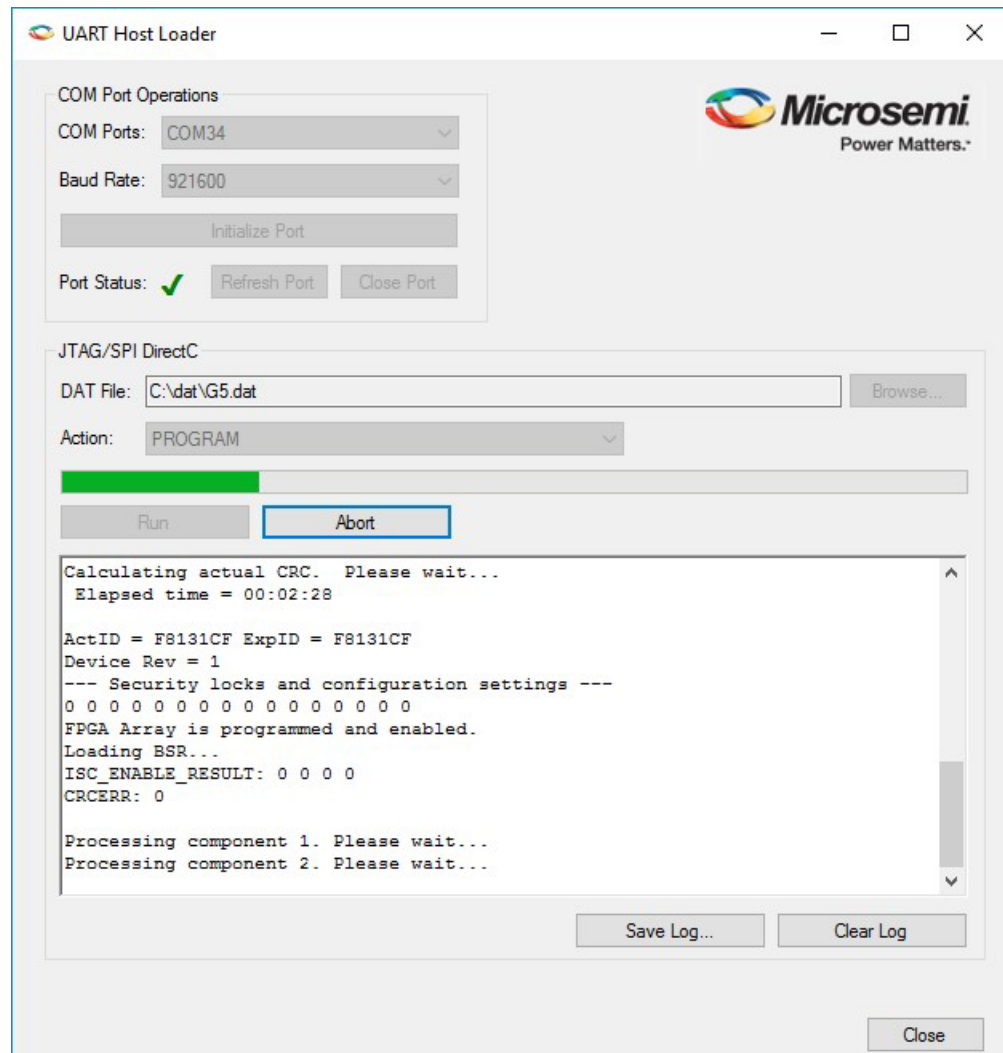 UART Host Loader
COM Port Operations
COM Ports: COM34
Baud Rate: 921600
Initialize Port
Port Status: Refresh Port Close Port
Microsemi.
Power Matters.™
JTAG/SPI DirectC
DAT File: C:\dat\G5.dat Browse...
Action: PROGRAM
Run Abort
Calculating actual CRC.  Please wait...
 Elapsed time = 00:02:28
ActID = F8131CF ExpID = F8131CF
Device Rev = 1
--- Security locks and configuration settings ---
0 0 0 0 0 0 0 0 0 0 0 0 0 0 0 0
FPGA Array is programmed and enabled.
Loading BSR...
ISC_ENABLE_RESULT: 0 0 0 0
CRCERR: 0
Processing component 1. Please wait...
Processing component 2. Please wait...
Save Log... Clear Log
Close